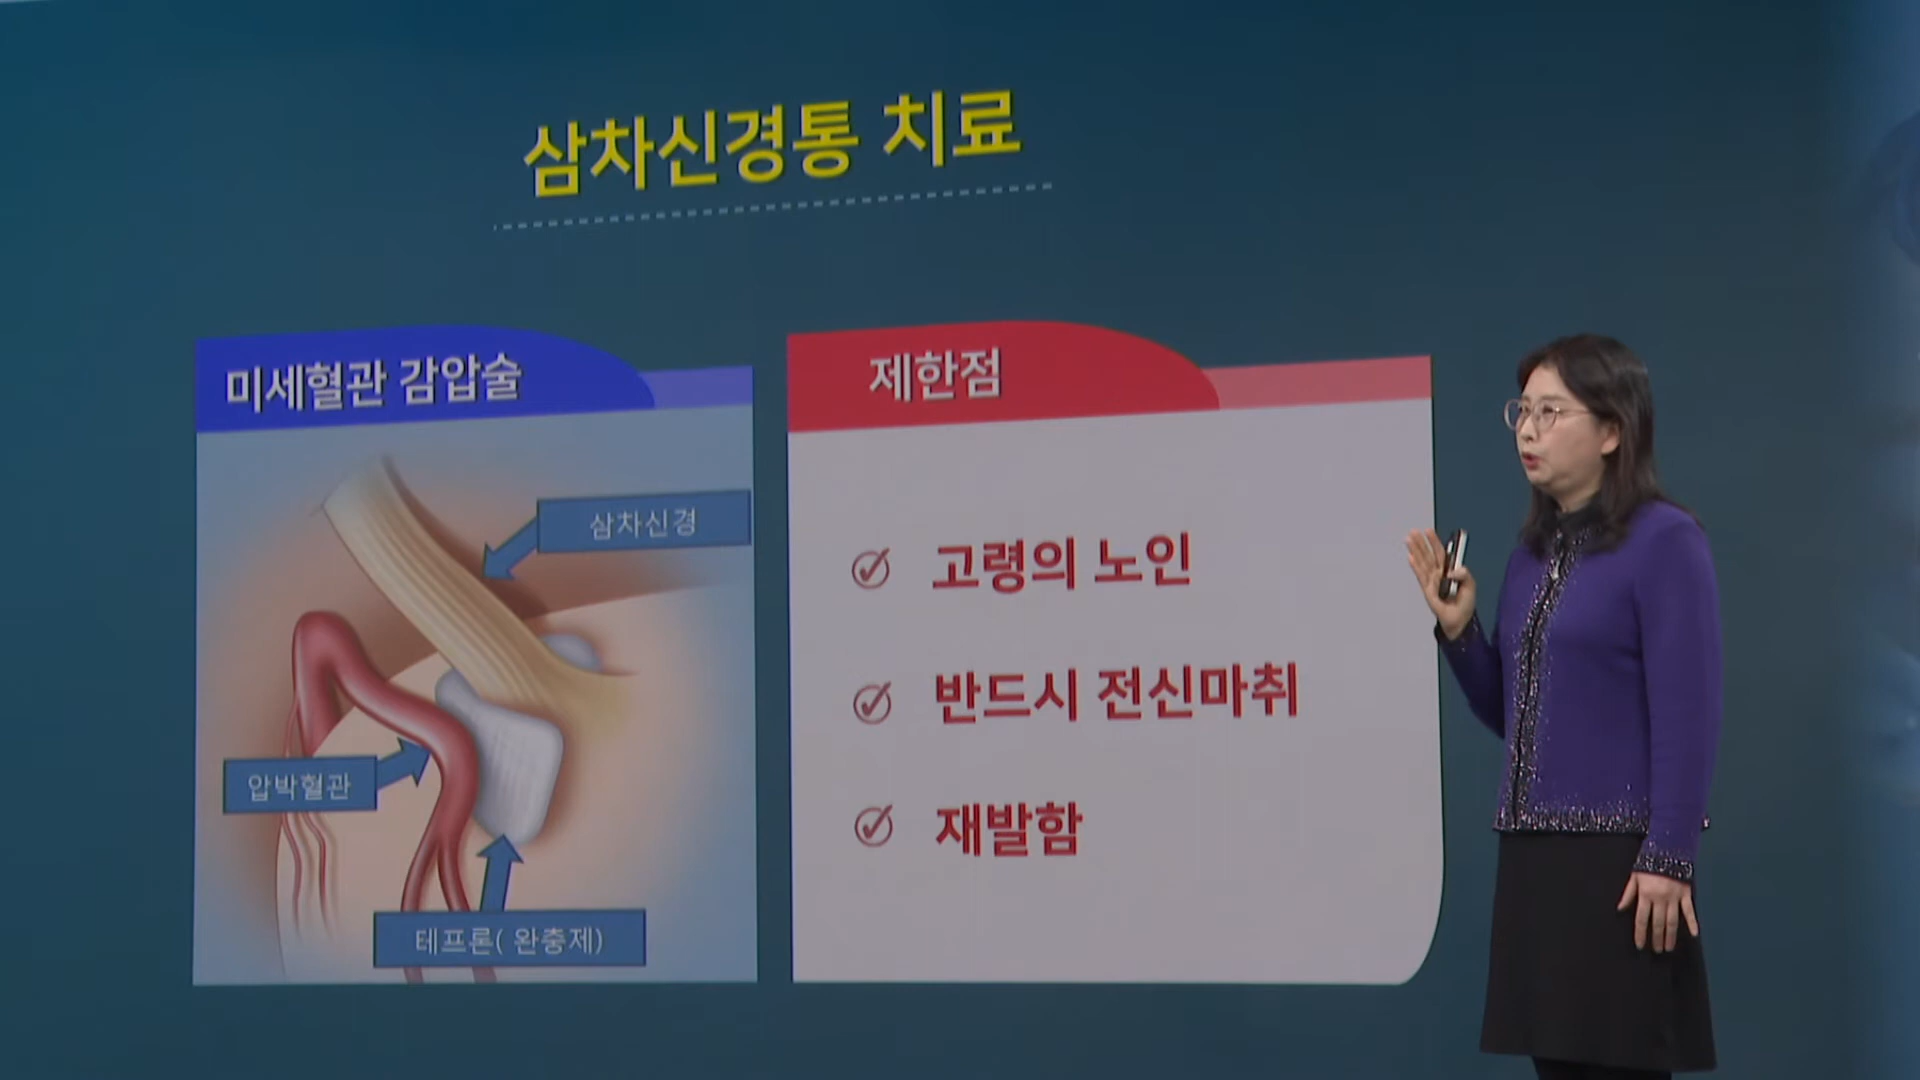 삼차신경통 치료
미세혈관 감압술
삼차신경
압박혈관
테프론( 완충제)
제한점
고령의 노인
반드시 전신마취
재발함